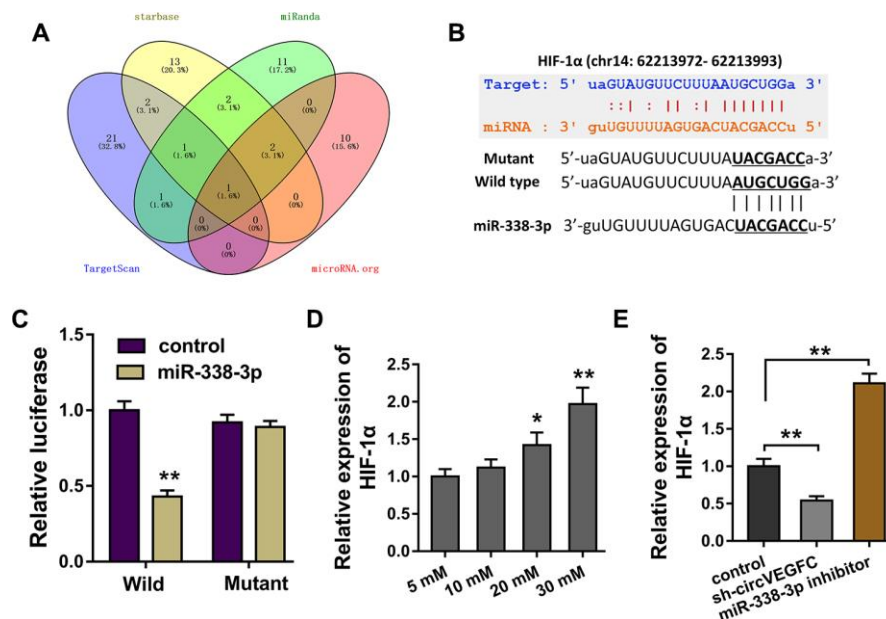 A
starbase
miRanda
13
(20.3%)
11
(17.2%)
2
(3.1%)
2
(3.1%)
0
(0%)
21
(32.8%)
1
(1.6%)
2
(3.1%)
10
(15.6%)
1
(1.6%)
1
(1.6%)
0
(0%)
0
(0%)
0
(0%)
0
(0%)
TargetScan
microRNA.org
B
HIF-1α (chr14: 62213972- 62213993)
Target: 5' uaGUAUGUUCUUUAAUGCUGGa 3'
::| : || :| |||||||
miRNA : 3' guUGUUUUAGUGACUACGACCu 5'
Mutant 5'-uaGUAUGUUCUUUAUACGACCa-3'
Wild type 5'-uaGUAUGUUCUUUAAUGCUGGa-3'
| | | | | | |
miR-338-3p 3'-guUGUUUUAGUGACUACGACCu-5'
C
Relative luciferase
1.5
1.0
0.5
0.0
control
miR-338-3p
**
Wild
Mutant
D
Relative expression of
HIF-1α
2.5
2.0
1.5
1.0
0.5
0.0
*
**
5 mM
10 mM
20 mM
30 mM
E
Relative expression of
HIF-1α
2.5
2.0
1.5
1.0
0.5
0.0
**
**
control
sh-circVEGFC
miR-338-3p inhibitor